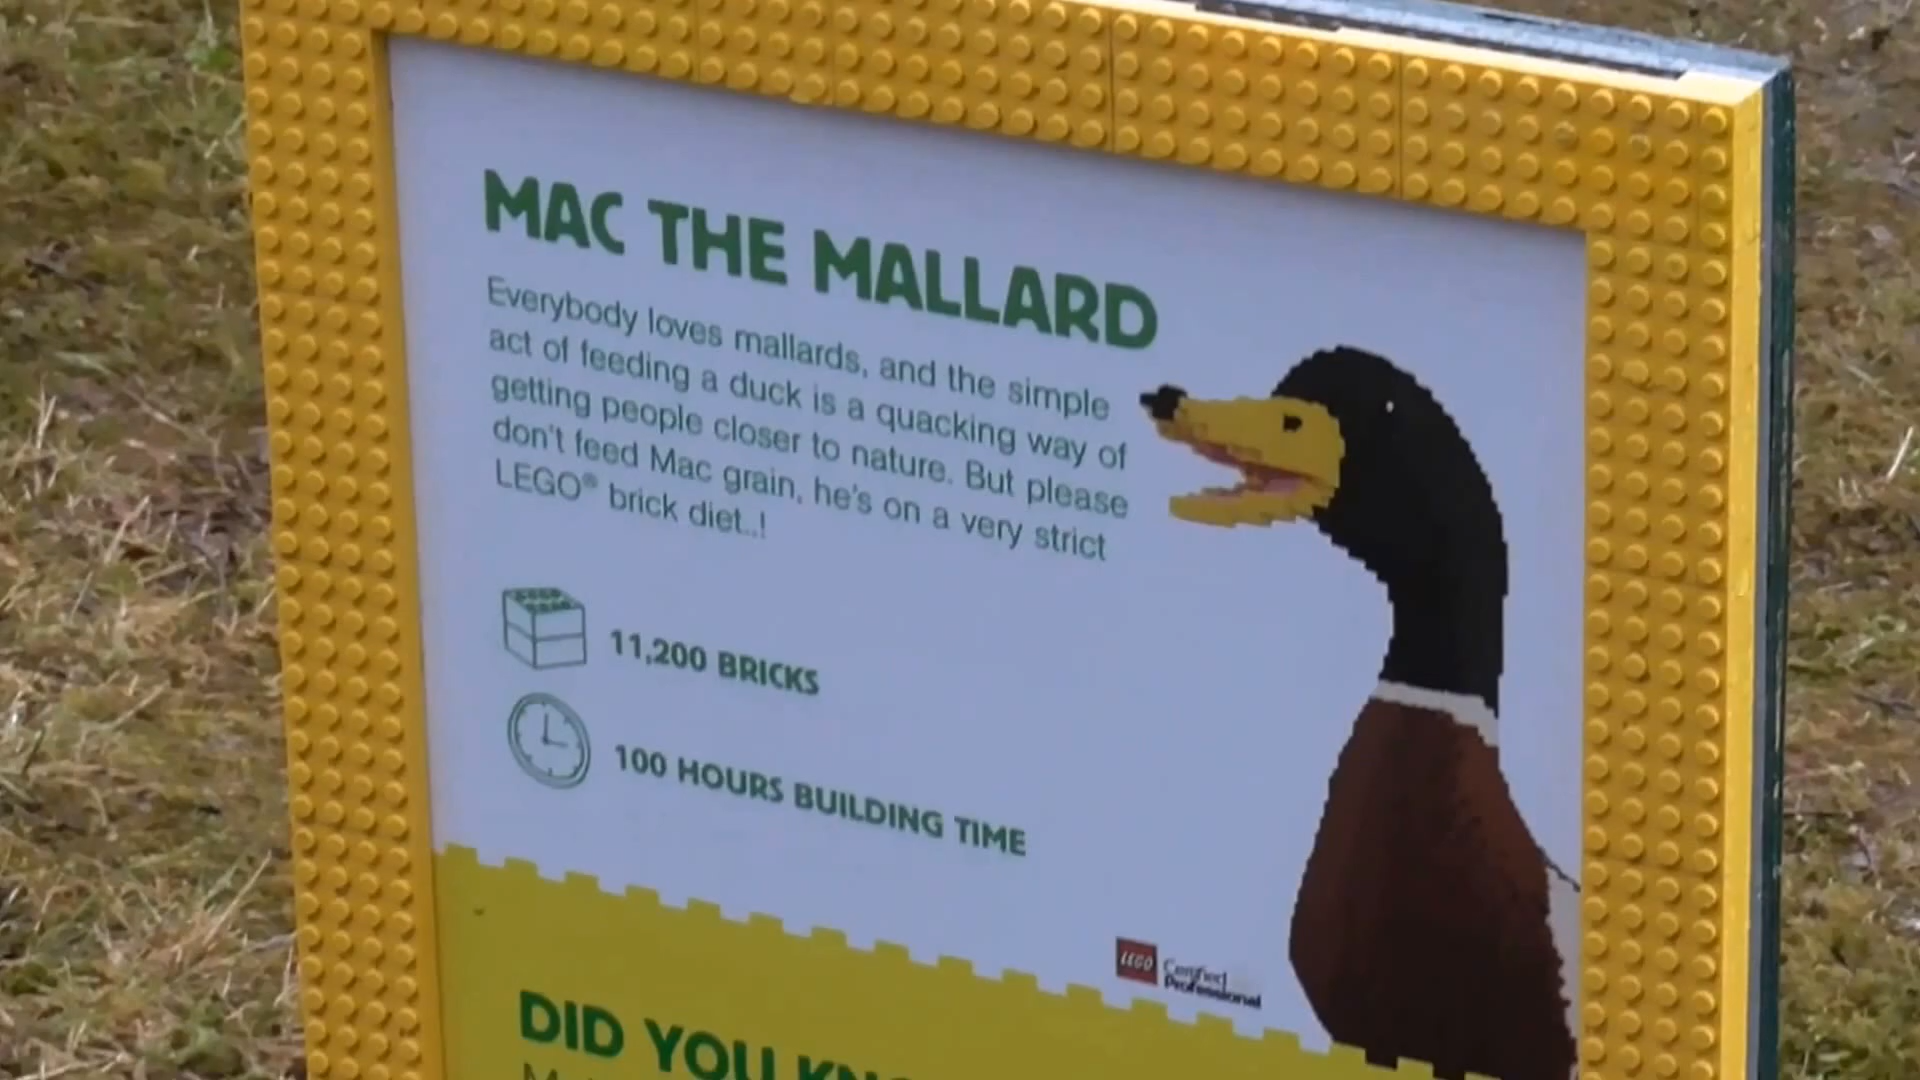 MAC THE MALLARD
Everybody loves mallards, and the simple
act of feeding a duck is a quacking way of
getting people closer to nature. But please
don't feed Mac grain, he's on a very strict
LEGO® brick diet..!
11,200 BRICKS
100 HOURS BUILDING TIME
LEGO Certified
Professional
DID YOU